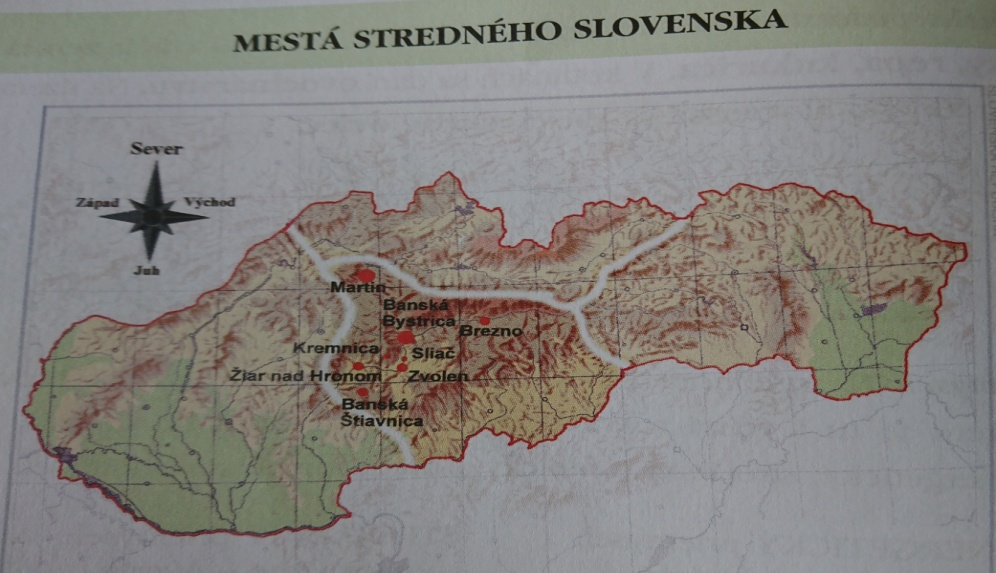 MESTÁ STREDNÉHO SLOVENSKA
Sever
Západ
Východ
Juh
Martin
Banská
Bystrica
Brezno
Kremnica
Sliač
Žiar nad Hronom
Zvolen
Banská
Štiavnica